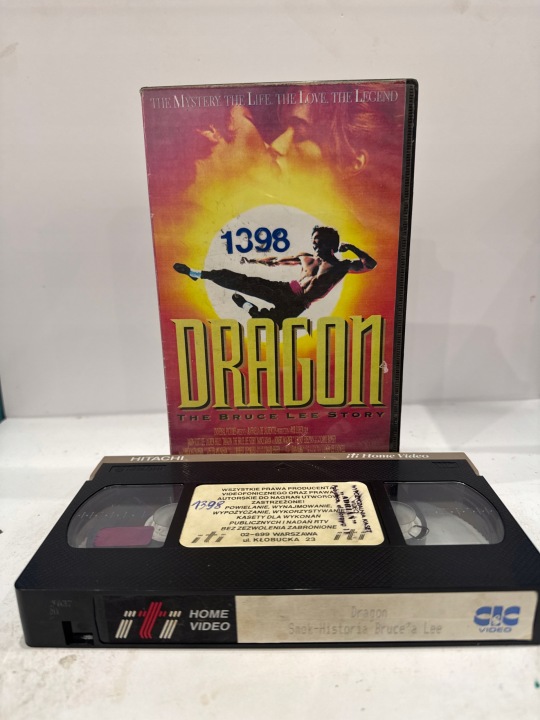 THE MYSTERY. THE LIFE. THE LOVE. THE LEGEND
1398
DRAGON
THE BRUCE LEE STORY
HITACHI
iti Home Video
WSZYSTKIE PRAWA PRODUCENTA
VIDEOFONICZNEGO ORAZ PRAWA
AUTORSKIE DO NAGRAŃ UTWORÓW
ZASTRZEŻONE!
POWIELANIE, WYNAJMOWANIE,
WYPOŻYCZANIE, WYKORZYSTYWANIE
KASETY DLA WYKONAŃ
PUBLICZNYCH I NADAŃ RTV
BEZ ZEZWOLENIA ZABRONIONE
02-699 WARSZAWA
iti ul. KŁOBUCKA 23 iti
1398
iti HOME
VIDEO
Dragon
Smok-Historia Bruce'a Lee
CIC
VIDEO